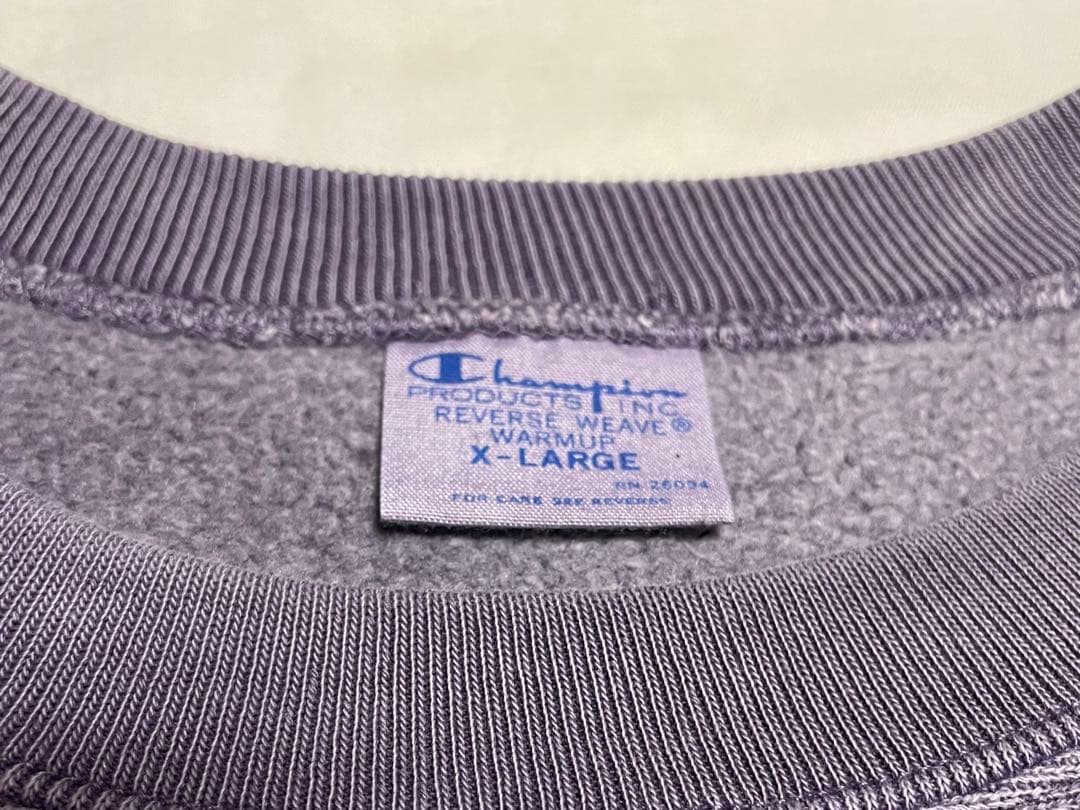 Champion
PRODUCTS, INC.
REVERSE WEAVE®
WARMUP
X-LARGE
RN 26094
FOR CARE SEE REVERSE